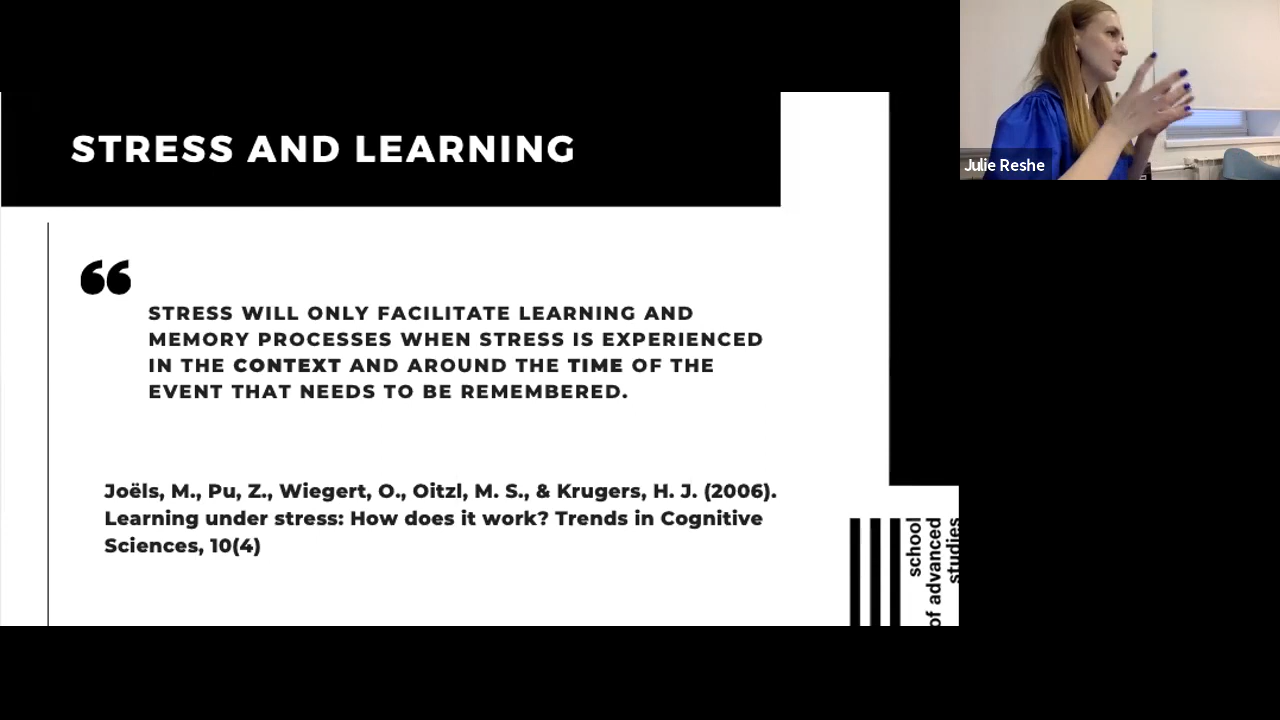 STRESS AND LEARNING
Julie Reshe
“
STRESS WILL ONLY FACILITATE LEARNING AND
MEMORY PROCESSES WHEN STRESS IS EXPERIENCED
IN THE CONTEXT AND AROUND THE TIME OF THE
EVENT THAT NEEDS TO BE REMEMBERED.
Joëls, M., Pu, Z., Wiegert, O., Oitzl, M. S., & Krugers, H. J. (2006).
Learning under stress: How does it work? Trends in Cognitive
Sciences, 10(4)
school
of advanced
studies